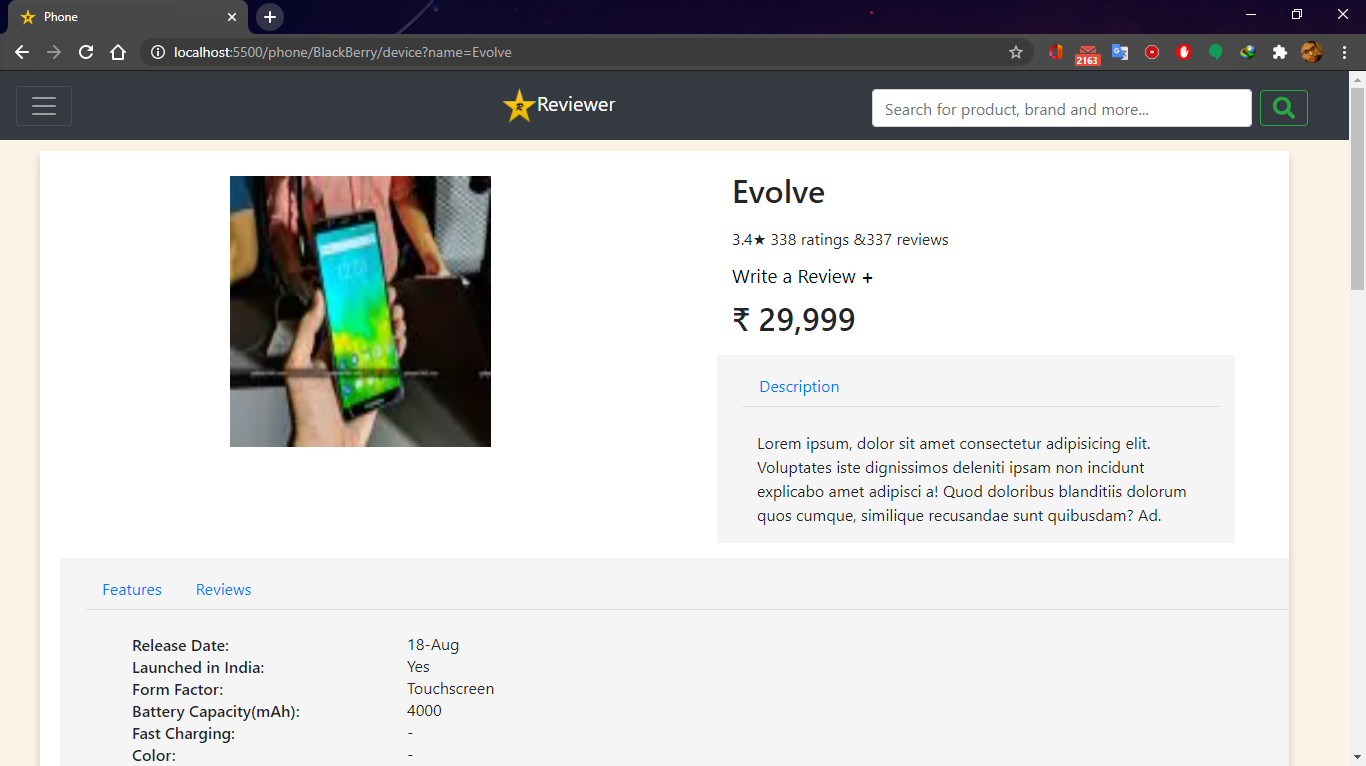 Phone
localhost:5500/phone/BlackBerry/device?name=Evolve
2163
Reviewer
Search for product, brand and more...
Evolve
3.4★ 338 ratings &337 reviews
Write a Review +
₹ 29,999
Description
Lorem ipsum, dolor sit amet consectetur adipisicing elit.
Voluptates iste dignissimos deleniti ipsam non incidunt
explicabo amet adipisci a! Quod doloribus blanditiis dolorum
quos cumque, similique recusandae sunt quibusdam? Ad.
Features Reviews
Release Date: 18-Aug
Launched in India: Yes
Form Factor: Touchscreen
Battery Capacity(mAh): 4000
Fast Charging: -
Color: -